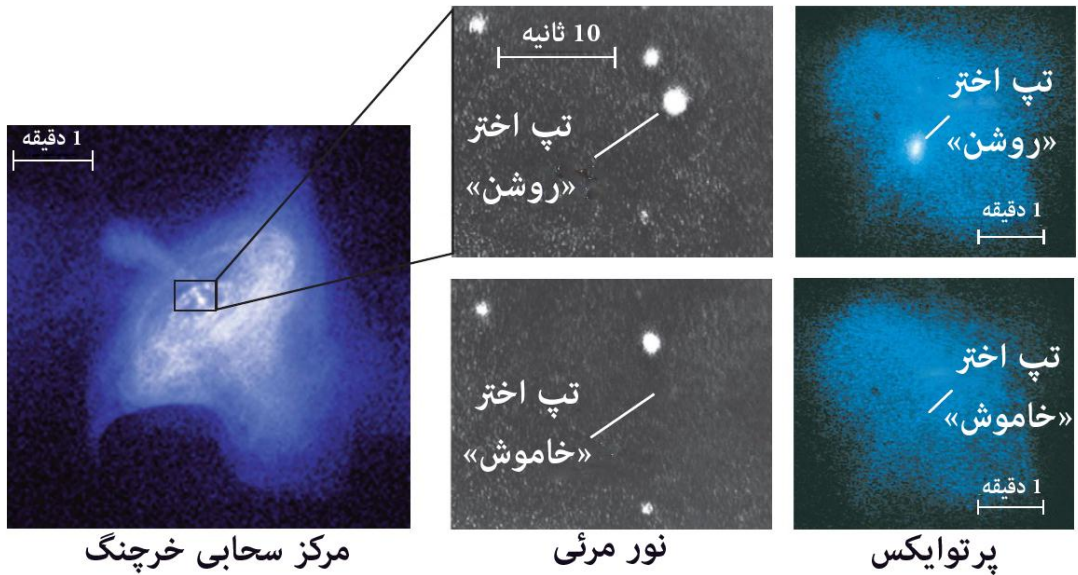 1 دقیقه
مرکز سحابی خرچنگ
10 ثانیه
تپ اختر
«روشن»
تپ اختر
«خاموش»
نور مرئی
تپ اختر
«روشن»
1 دقیقه
تپ اختر
«خاموش»
1 دقیقه
پرتوایکس